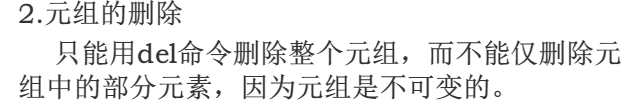 2.元组的删除
只能用del命令删除整个元组，而不能仅删除元
组中的部分元素，因为元组是不可变的。